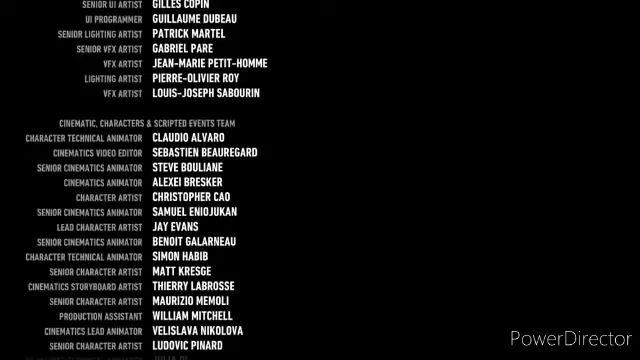 SENIOR UI ARTIST GILLES COPIN
UI PROGRAMMER GUILLAUME DUBEAU
SENIOR LIGHTING ARTIST PATRICK MARTEL
SENIOR VFX ARTIST GABRIEL PARE
VFX ARTIST JEAN-MARIE PETIT-HOMME
LIGHTING ARTIST PIERRE-OLIVIER ROY
VFX ARTIST LOUIS-JOSEPH SABOURIN
CINEMATIC, CHARACTERS & SCRIPTED EVENTS TEAM
CHARACTER TECHNICAL ANIMATOR CLAUDIO ALVARO
CINEMATICS VIDEO EDITOR SEBASTIEN BEAUREGARD
SENIOR CINEMATICS ANIMATOR STEVE BOULIANE
CINEMATICS ANIMATOR ALEXEI BRESKER
CHARACTER ARTIST CHRISTOPHER CAO
SENIOR CINEMATICS ANIMATOR SAMUEL ENIOJUKAN
LEAD CHARACTER ARTIST JAY EVANS
SENIOR CINEMATICS ANIMATOR BENOIT GALARNEAU
CHARACTER TECHNICAL ANIMATOR SIMON HABIB
SENIOR CHARACTER ARTIST MATT KRESGE
CINEMATICS STORYBOARD ARTIST THIERRY LABROSSE
SENIOR CHARACTER ARTIST MAURIZIO MEMOLI
PRODUCTION ASSISTANT WILLIAM MITCHELL
CINEMATICS LEAD ANIMATOR VELISLAVA NIKOLOVA
SENIOR CHARACTER ARTIST LUDOVIC PINARD
PowerDirector